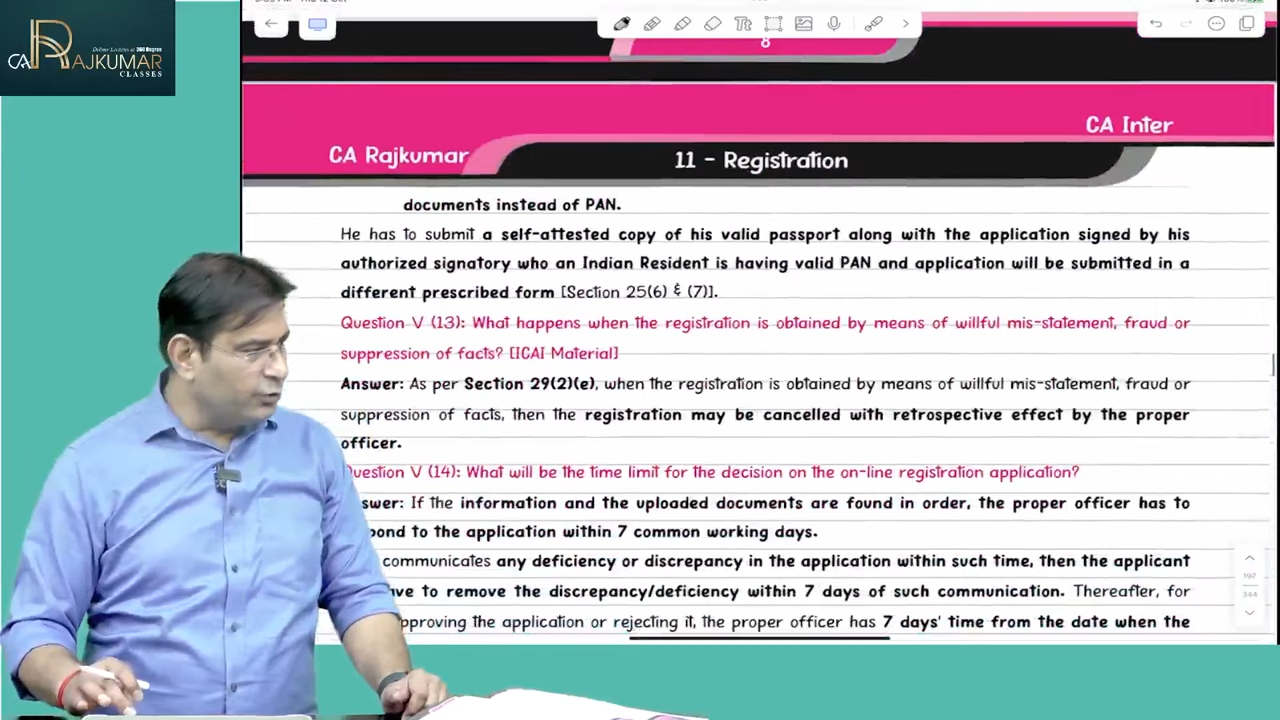 CA RAJKUMAR
Deliver Lectures at 360 Degree
CLASSES
Tт
8
CA Inter
CA Rajkumar
11 - Registration
documents instead of PAN.
He has to submit a self-attested copy of his valid passport along with the application signed by his
authorized signatory who an Indian Resident is having valid PAN and application will be submitted in a
different prescribed form [Section 25(6) & (7)].
Question V (13): What happens when the registration is obtained by means of willful mis-statement, fraud or
suppression of facts? [ICAI Material]
Answer: As per Section 29(2)(e), when the registration is obtained by means of willful mis-statement, fraud or
suppression of facts, then the registration may be cancelled with retrospective effect by the proper
officer.
uestion V (14): What will be the time limit for the decision on the on-line registration application?
swer: If the information and the uploaded documents are found in order, the proper officer has to
pond to the application within 7 common working days.
communicates any deficiency or discrepancy in the application within such time, then the applicant
ve to remove the discrepancy/deficiency within 7 days of such communication. Thereafter, for
pproving the application or rejecting it, the proper officer has 7 days' time from the date when the
197
344